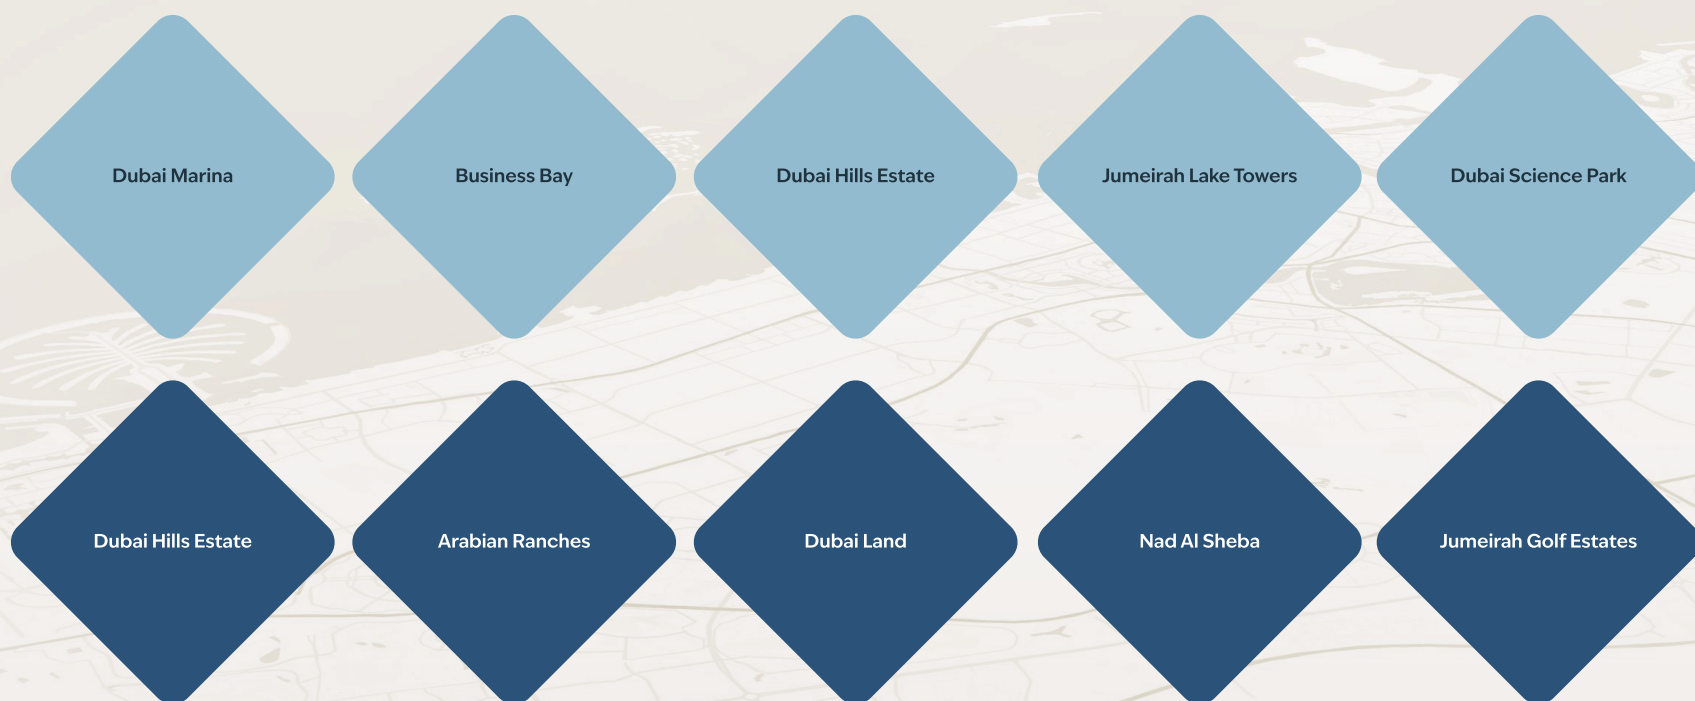 Dubai Marina
Business Bay
Dubai Hills Estate
Jumeirah Lake Towers
Dubai Science Park
Dubai Hills Estate
Arabian Ranches
Dubai Land
Nad Al Sheba
Jumeirah Golf Estates